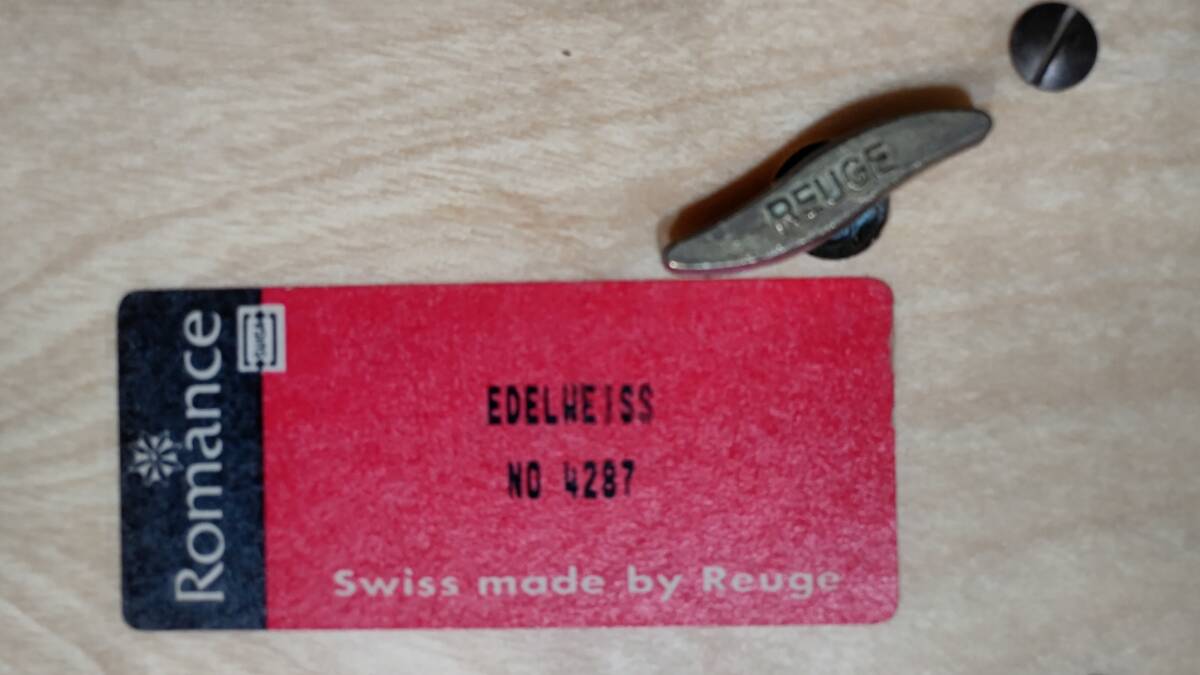 REUGE
Romance
EDELWEISS
NO 4287
Swiss made by Reuge